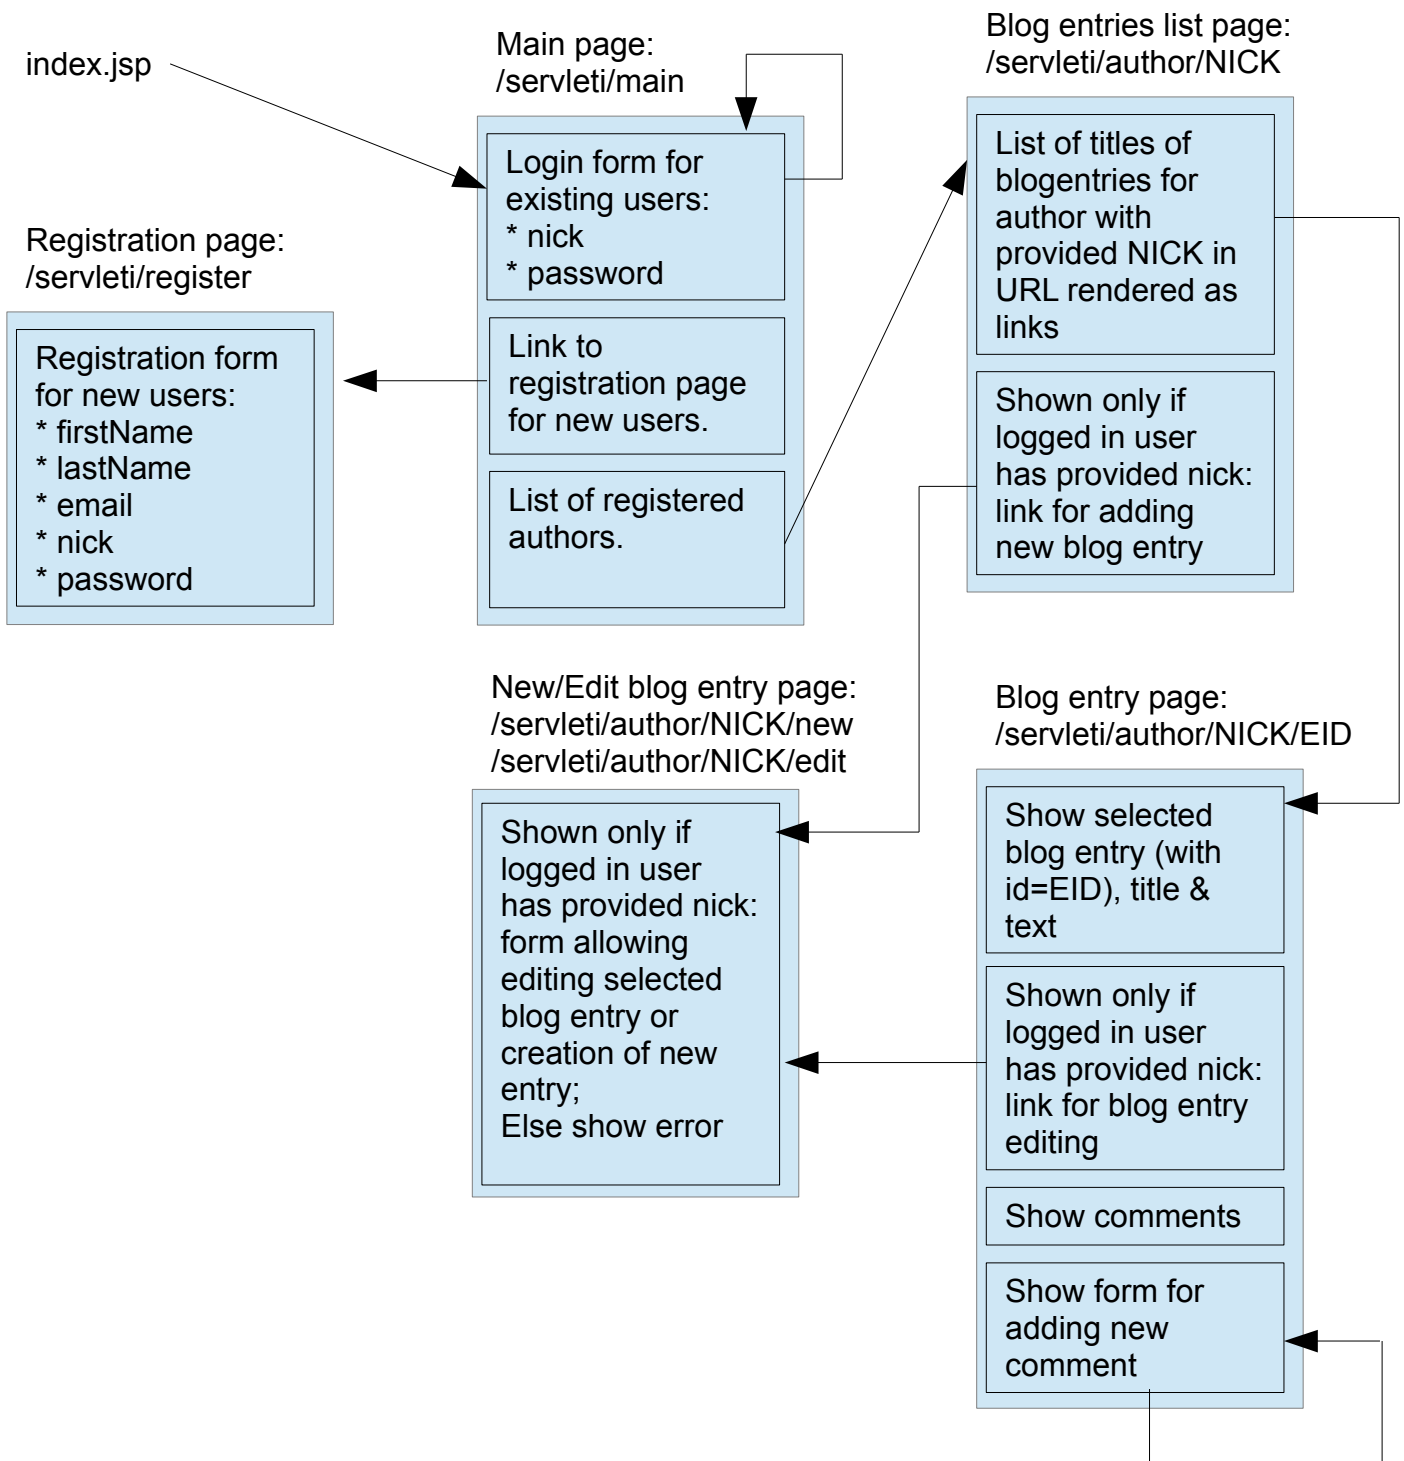 index.jsp
Main page:
/servleti/main
Login form for
existing users:
* nick
* password
Link to
registration page
for new users.
List of registered
authors.
Registration page:
/servleti/register
Registration form
for new users:
* firstName
* lastName
* email
* nick
* password
Blog entries list page:
/servleti/author/NICK
List of titles of
blogentries for
author with
provided NICK in
URL rendered as
links
Shown only if
logged in user
has provided nick:
link for adding
new blog entry
New/Edit blog entry page:
/servleti/author/NICK/new
/servleti/author/NICK/edit
Shown only if
logged in user
has provided nick:
form allowing
editing selected
blog entry or
creation of new
entry;
Else show error
Blog entry page:
/servleti/author/NICK/EID
Show selected
blog entry (with
id=EID), title &
text
Shown only if
logged in user
has provided nick:
link for blog entry
editing
Show comments
Show form for
adding new
comment